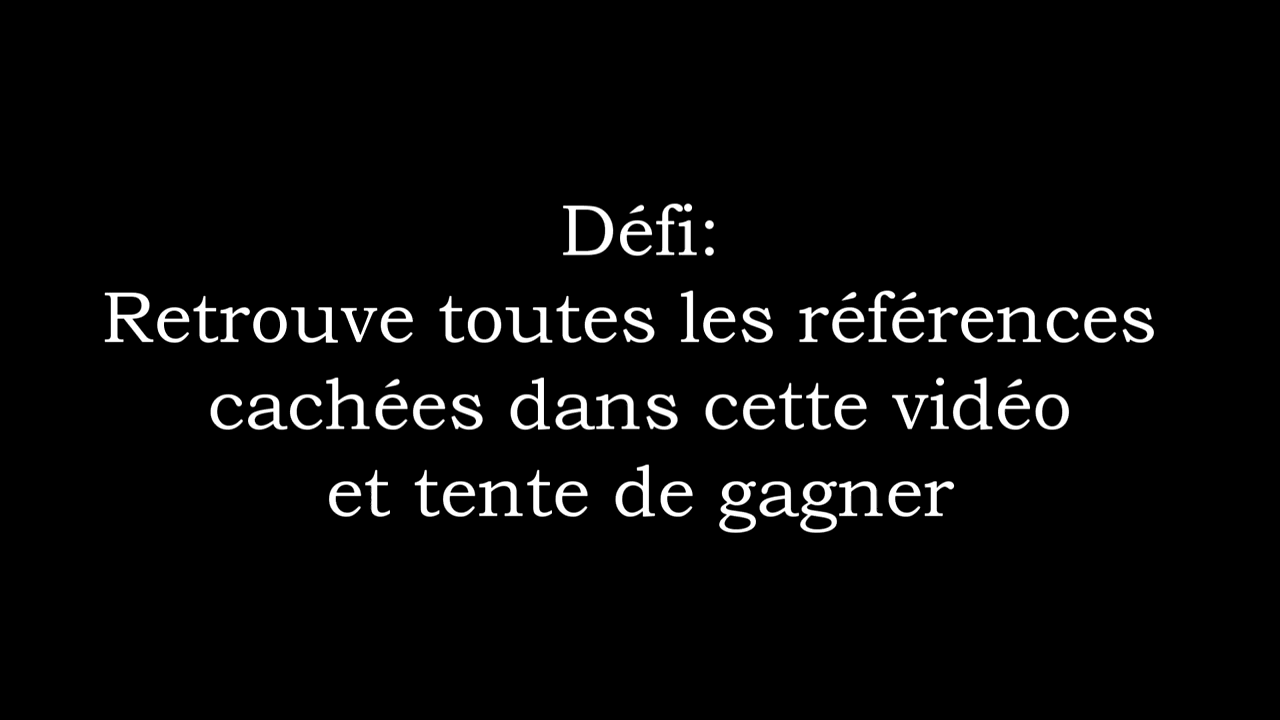 Défi:
Retrouve toutes les références
cachées dans cette vidéo
et tente de gagner